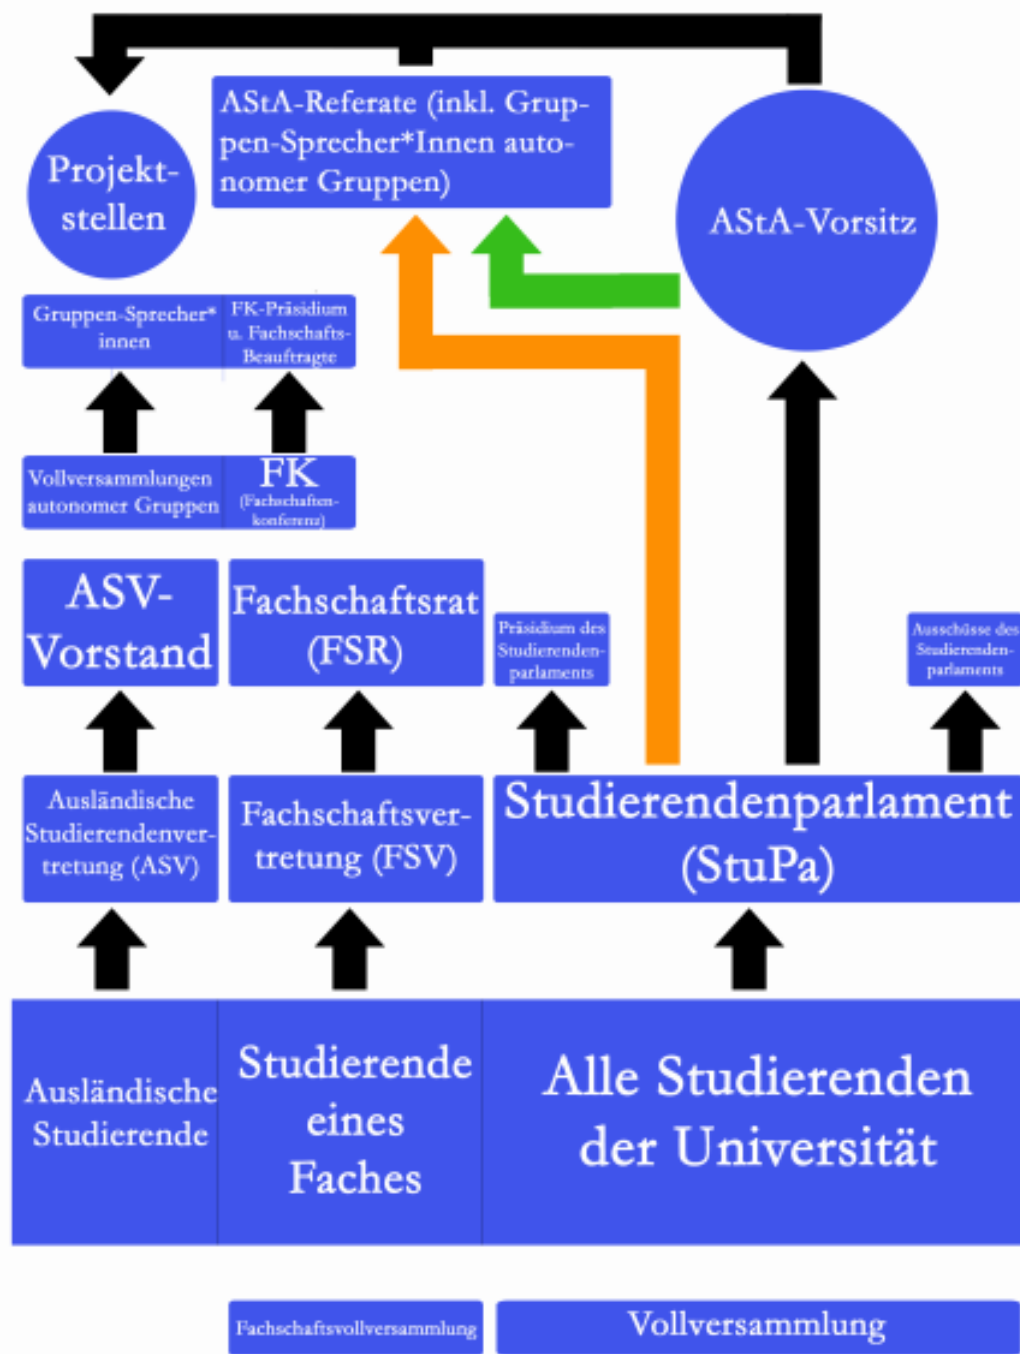 AStA-Referate (inkl. Grup-
pen-Sprecher*Innen auto-
nomer Gruppen)
Projekt-
stellen
AStA-Vorsitz
Gruppen-Sprecher*
innen
FK-Präsidium
u. Fachschafts-
Beauftragte
Vollversammlungen
autonomer Gruppen
FK
(Fachschaften-
konferenz)
ASV-
Vorstand
Fachschaftsrat
(FSR)
Präsidium des
Studierenden-
parlaments
Ausschüsse des
Studierenden-
parlaments
Ausländische
Studierendenver-
tretung (ASV)
Fachschaftsver-
tretung (FSV)
Studierendenparlament
(StuPa)
Ausländische
Studierende
Studierende
eines
Faches
Alle Studierenden
der Universität
Fachschaftsvollversammlung
Vollversammlung